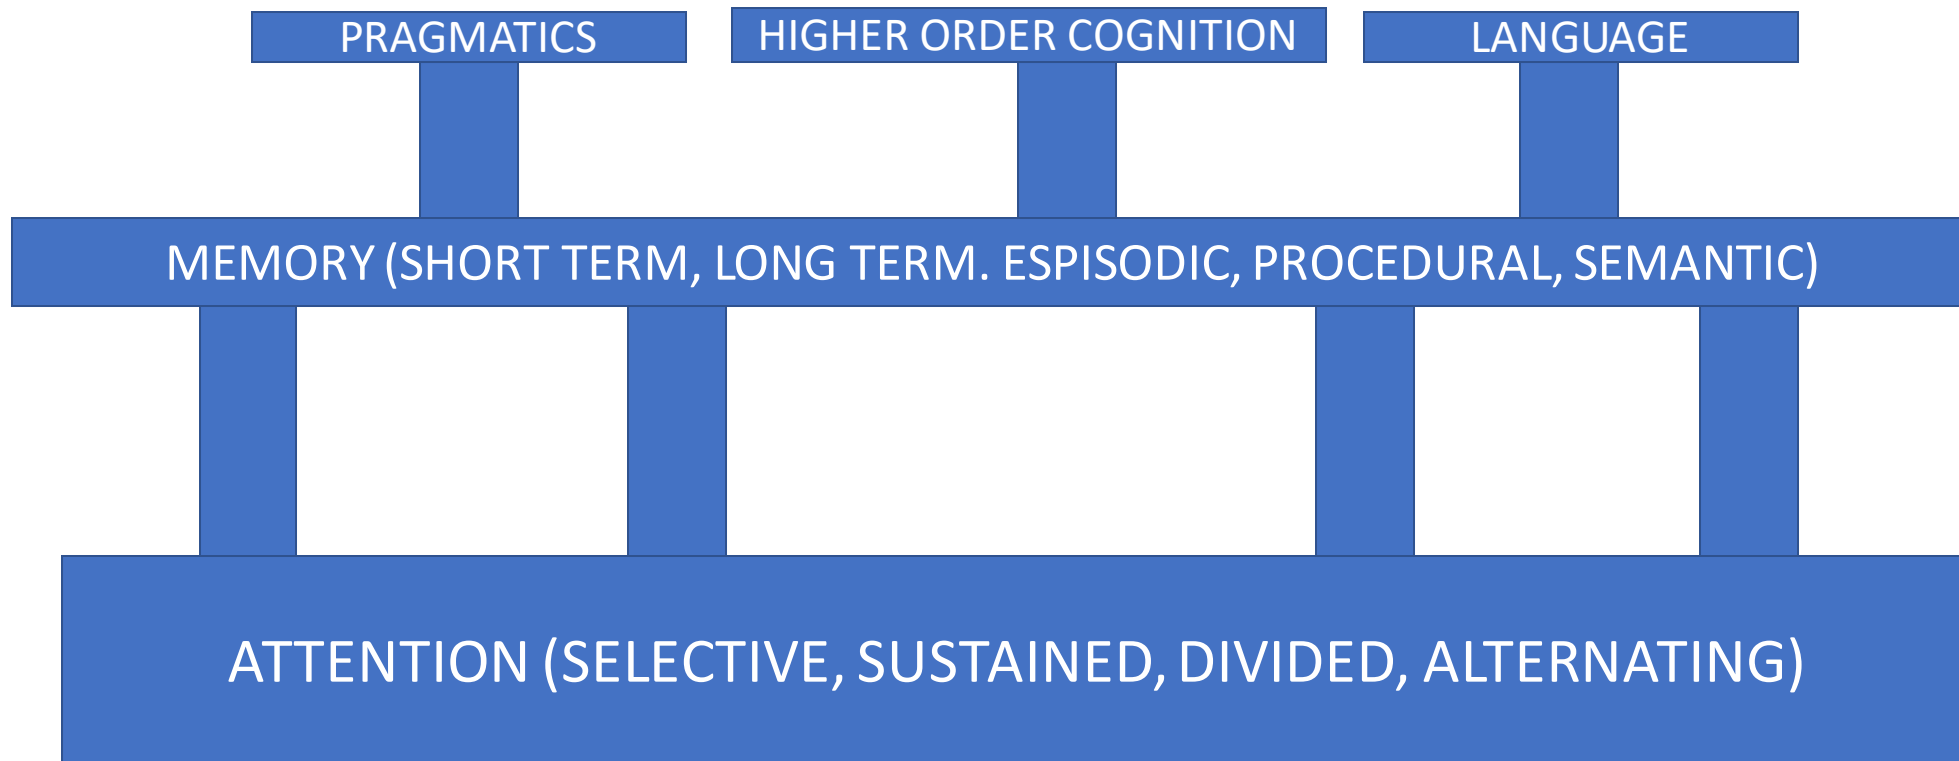 PRAGMATICS
HIGHER ORDER COGNITION
LANGUAGE
MEMORY (SHORT TERM, LONG TERM. ESPISODIC, PROCEDURAL, SEMANTIC)
ATTENTION (SELECTIVE, SUSTAINED, DIVIDED, ALTERNATING)